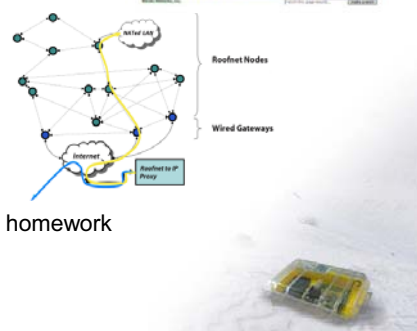 NATed LAN
Roofnet Nodes
Wired Gateways
Internet
Roofnet to IP
Proxy
homework